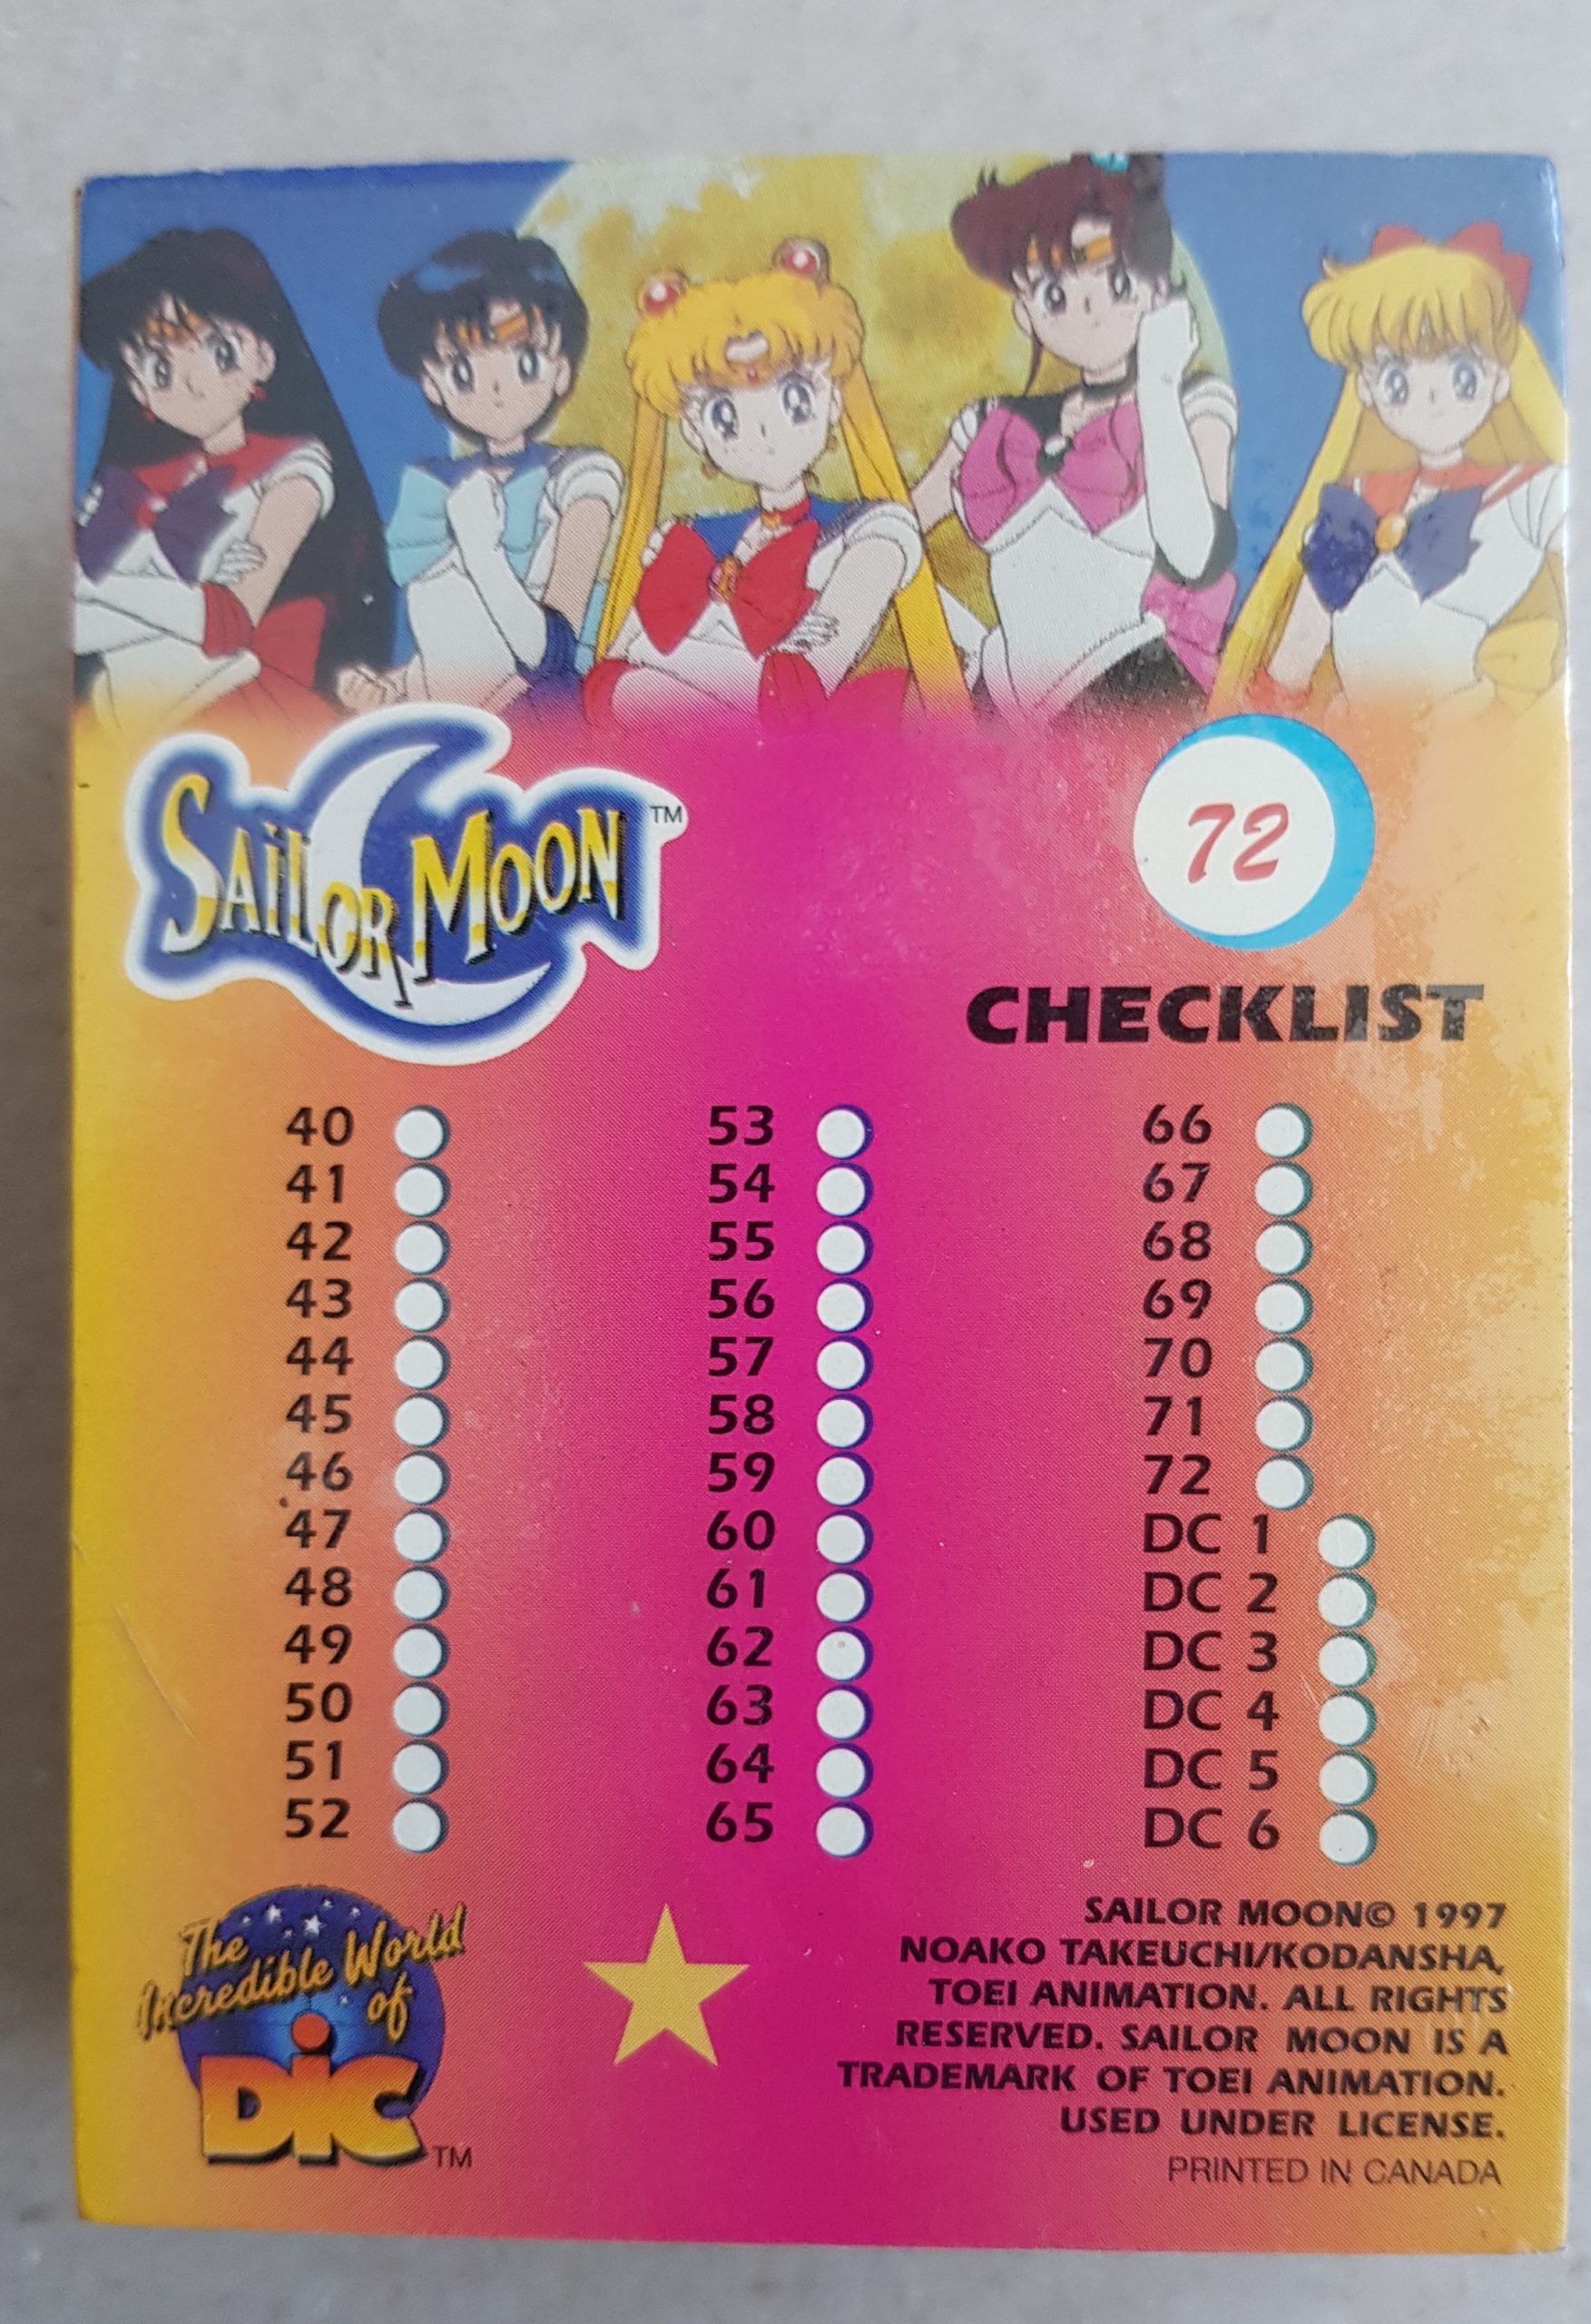 SAILOR MOON™
72
CHECKLIST
40
41
42
43
44
45
46
47
48
49
50
51
52
53
54
55
56
57
58
59
60
61
62
63
64
65
66
67
68
69
70
71
72
DC 1
DC 2
DC 3
DC 4
DC 5
DC 6
The
Incredible World
of
DiC™
SAILOR MOON© 1997
NOAKO TAKEUCHI/KODANSHA,
TOEI ANIMATION. ALL RIGHTS
RESERVED. SAILOR MOON IS A
TRADEMARK OF TOEI ANIMATION.
USED UNDER LICENSE.
PRINTED IN CANADA